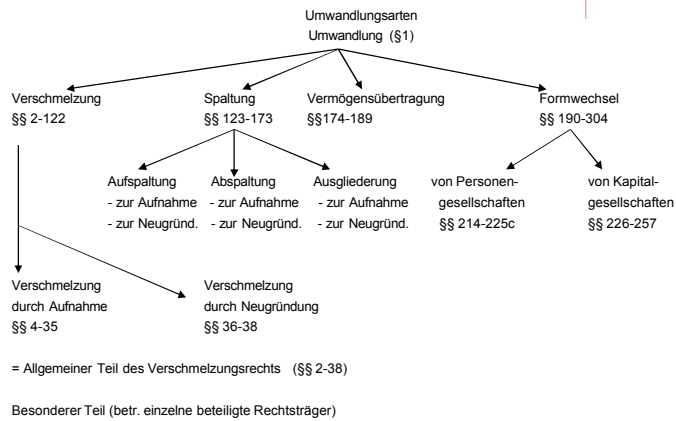 Umwandlungsarten
Umwandlung (§1)
Verschmelzung
§§ 2-122
Spaltung
§§ 123-173
Vermögensübertragung
§§174-189
Formwechsel
§§ 190-304
Aufspaltung
- zur Aufnahme
- zur Neugründ.
Abspaltung
- zur Aufnahme
- zur Neugründ.
Ausgliederung
- zur Aufnahme
- zur Neugründ.
von Personen-
gesellschaften
§§ 214-225c
von Kapital-
gesellschaften
§§ 226-257
Verschmelzung
durch Aufnahme
§§ 4-35
Verschmelzung
durch Neugründung
§§ 36-38
= Allgemeiner Teil des Verschmelzungsrechts (§§ 2-38)
Besonderer Teil (betr. einzelne beteiligte Rechtsträger)